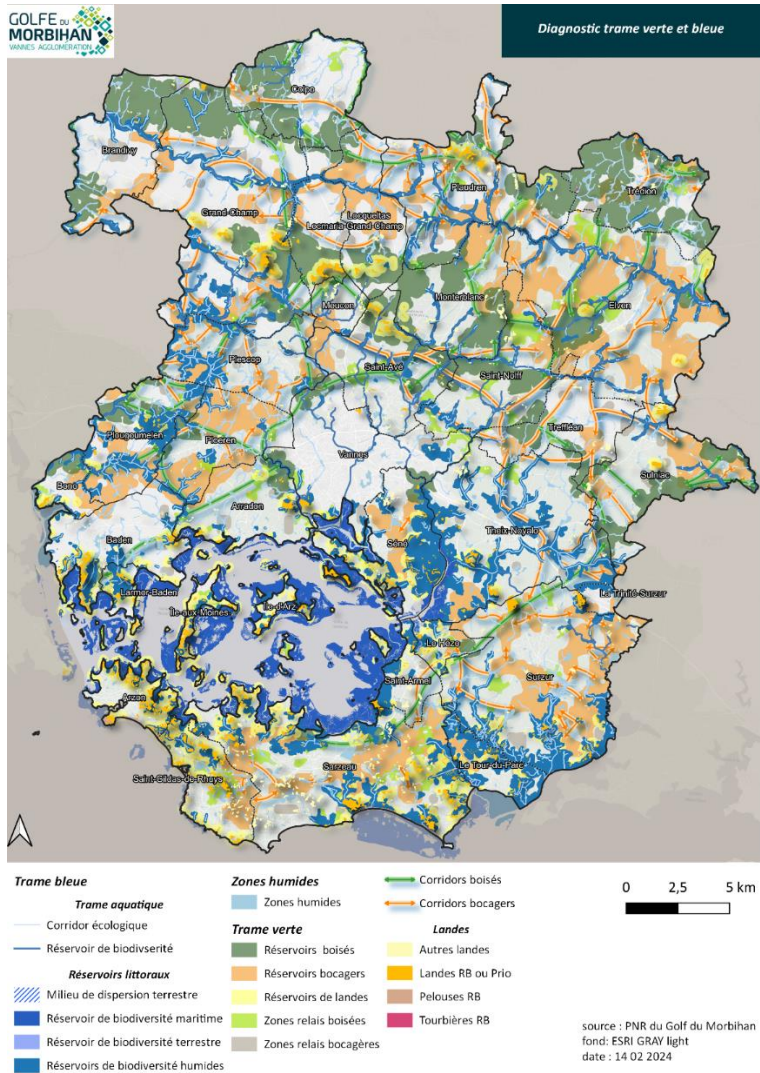 GOLFE DU
MORBIHAN
VANNES AGGLOMÉRATION
Diagnostic trame verte et bleue
Colpo
Brandivy
Plaudren
Trédion
Grand-Champ
Locqueltas
Locmaria-Grand-Champ
Elven
Meucon
Monterblanc
Plescop
Saint-Avé
Saint-Nolff
Plougoumelen
Ploeren
Treffléan
Vannes
Sulniac
Bono
Arradon
Séné
Theix-Noyalo
Baden
Larmor-Baden
Île-aux-Moines
Île-d'Arz
La Trinité-Surzur
Le Hézo
Saint-Armel
Surzur
Arzon
Sarzeau
Le Tour-du-Parc
Saint-Gildas-de-Rhuys
Trame bleue
Trame aquatique
Corridor écologique
Réservoir de biodivserité
Réservoirs littoraux
Milieu de dispersion terrestre
Réservoir de biodiversité maritime
Réservoir de biodiversité terrestre
Réservoirs de biodiversité humides
Zones humides
Zones humides
Trame verte
Réservoirs boisés
Réservoirs bocagers
Réservoirs de landes
Zones relais boisées
Zones relais bocagères
Corridors boisés
Corridors bocagers
Landes
Autres landes
Landes RB ou Prio
Pelouses RB
Tourbières RB
0 2,5 5 km
source : PNR du Golf du Morbihan
fond: ESRI GRAY light
date : 14 02 2024